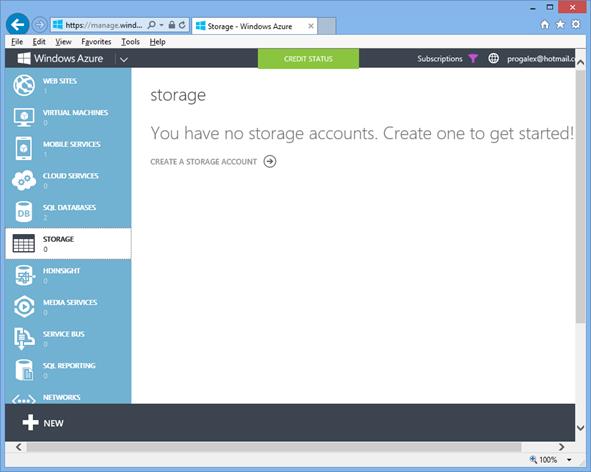 https://manage.wind...
Storage - Windows Azure
File Edit View Favorites Tools Help
Windows Azure
CREDIT STATUS
Subscriptions
progalex@hotmail.c
WEB SITES
1
VIRTUAL MACHINES
0
MOBILE SERVICES
1
CLOUD SERVICES
0
SQL DATABASES
2
STORAGE
0
HDINSIGHT
0
MEDIA SERVICES
0
SERVICE BUS
0
SQL REPORTING
0
NETWORKS
storage
You have no storage accounts. Create one to get started!
CREATE A STORAGE ACCOUNT
NEW
100%